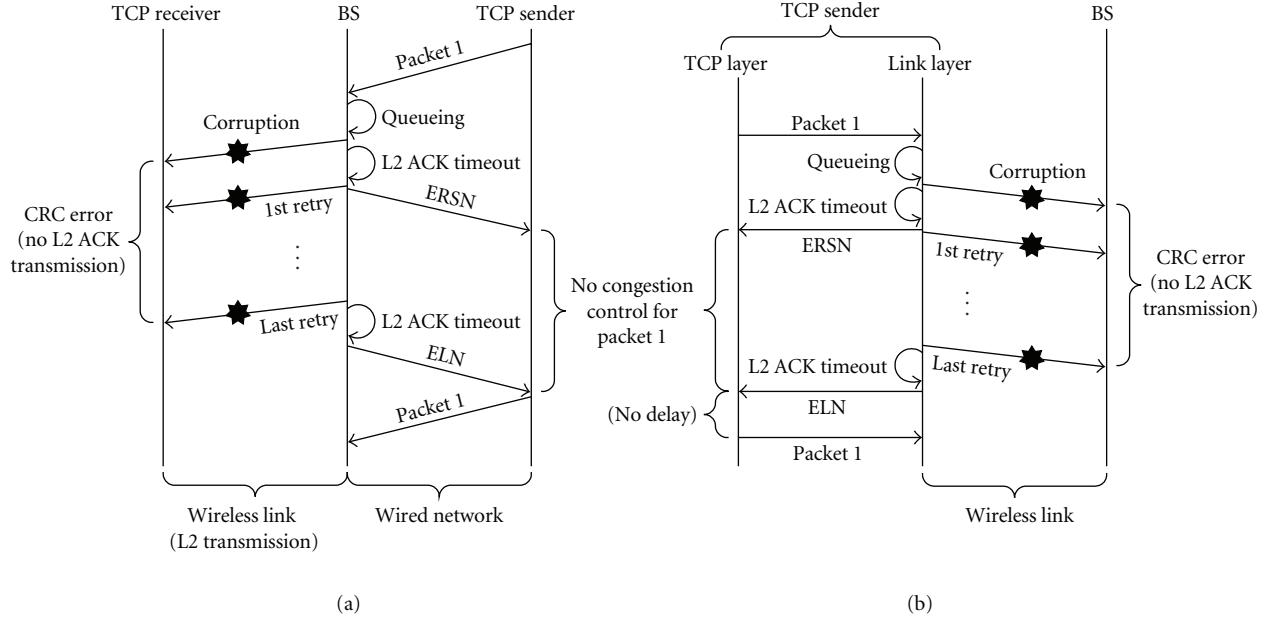 TCP receiver
BS
TCP sender
Packet 1
Queueing
Corruption
L2 ACK timeout
1st retry
ERSN
CRC error
(no L2 ACK
transmission)
⋮
Last retry
L2 ACK timeout
ELN
No congestion
control for
packet 1
Packet 1
Wireless link
(L2 transmission)
Wired network
(a)
TCP sender
BS
TCP layer
Link layer
Packet 1
Queueing
Corruption
L2 ACK timeout
ERSN
1st retry
CRC error
(no L2 ACK
transmission)
⋮
L2 ACK timeout
Last retry
(No delay)
ELN
Packet 1
Wireless link
(b)